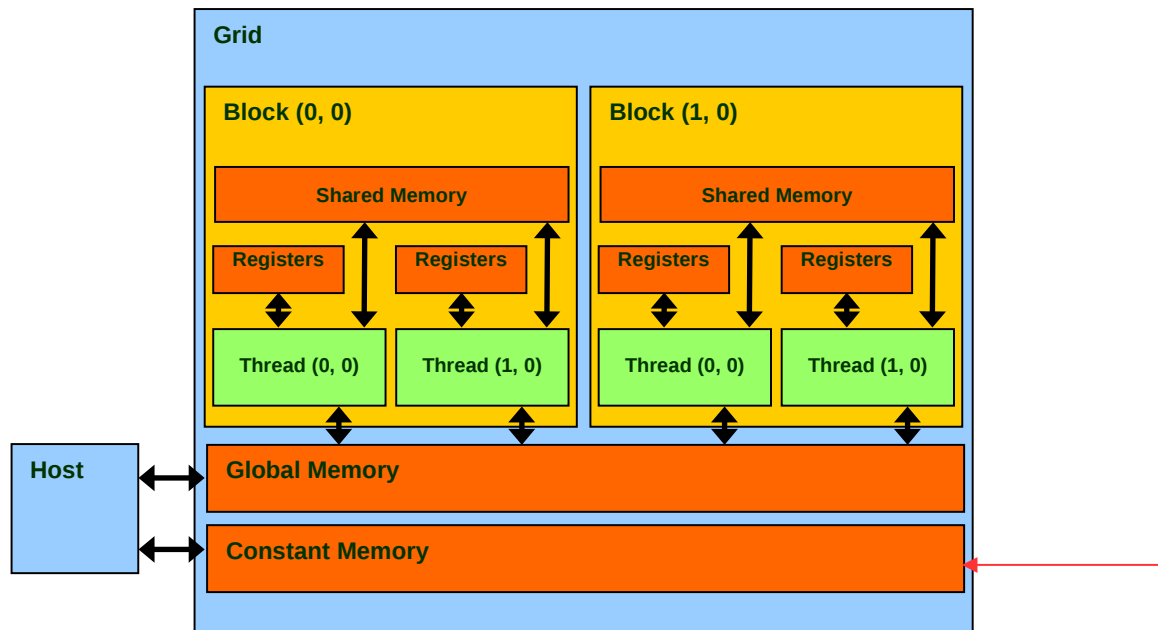 Grid
Block (0, 0)
Block (1, 0)
Shared Memory
Shared Memory
Registers
Registers
Registers
Registers
Thread (0, 0)
Thread (1, 0)
Thread (0, 0)
Thread (1, 0)
Host
Global Memory
Constant Memory